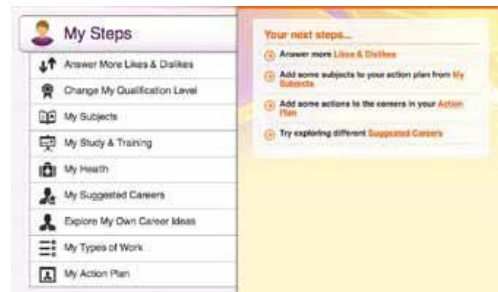 My Steps
Answer More Likes & Dislikes
Change My Qualification Level
My Subjects
My Study & Training
My Health
My Suggested Careers
Explore My Own Career Ideas
My Types of Work
My Action Plan
Your next steps...
Answer more Likes & Dislikes
Add some subjects to your action plan from My
Subjects
Add some actions to the careers in your Action
Plan
Try exploring different Suggested Careers